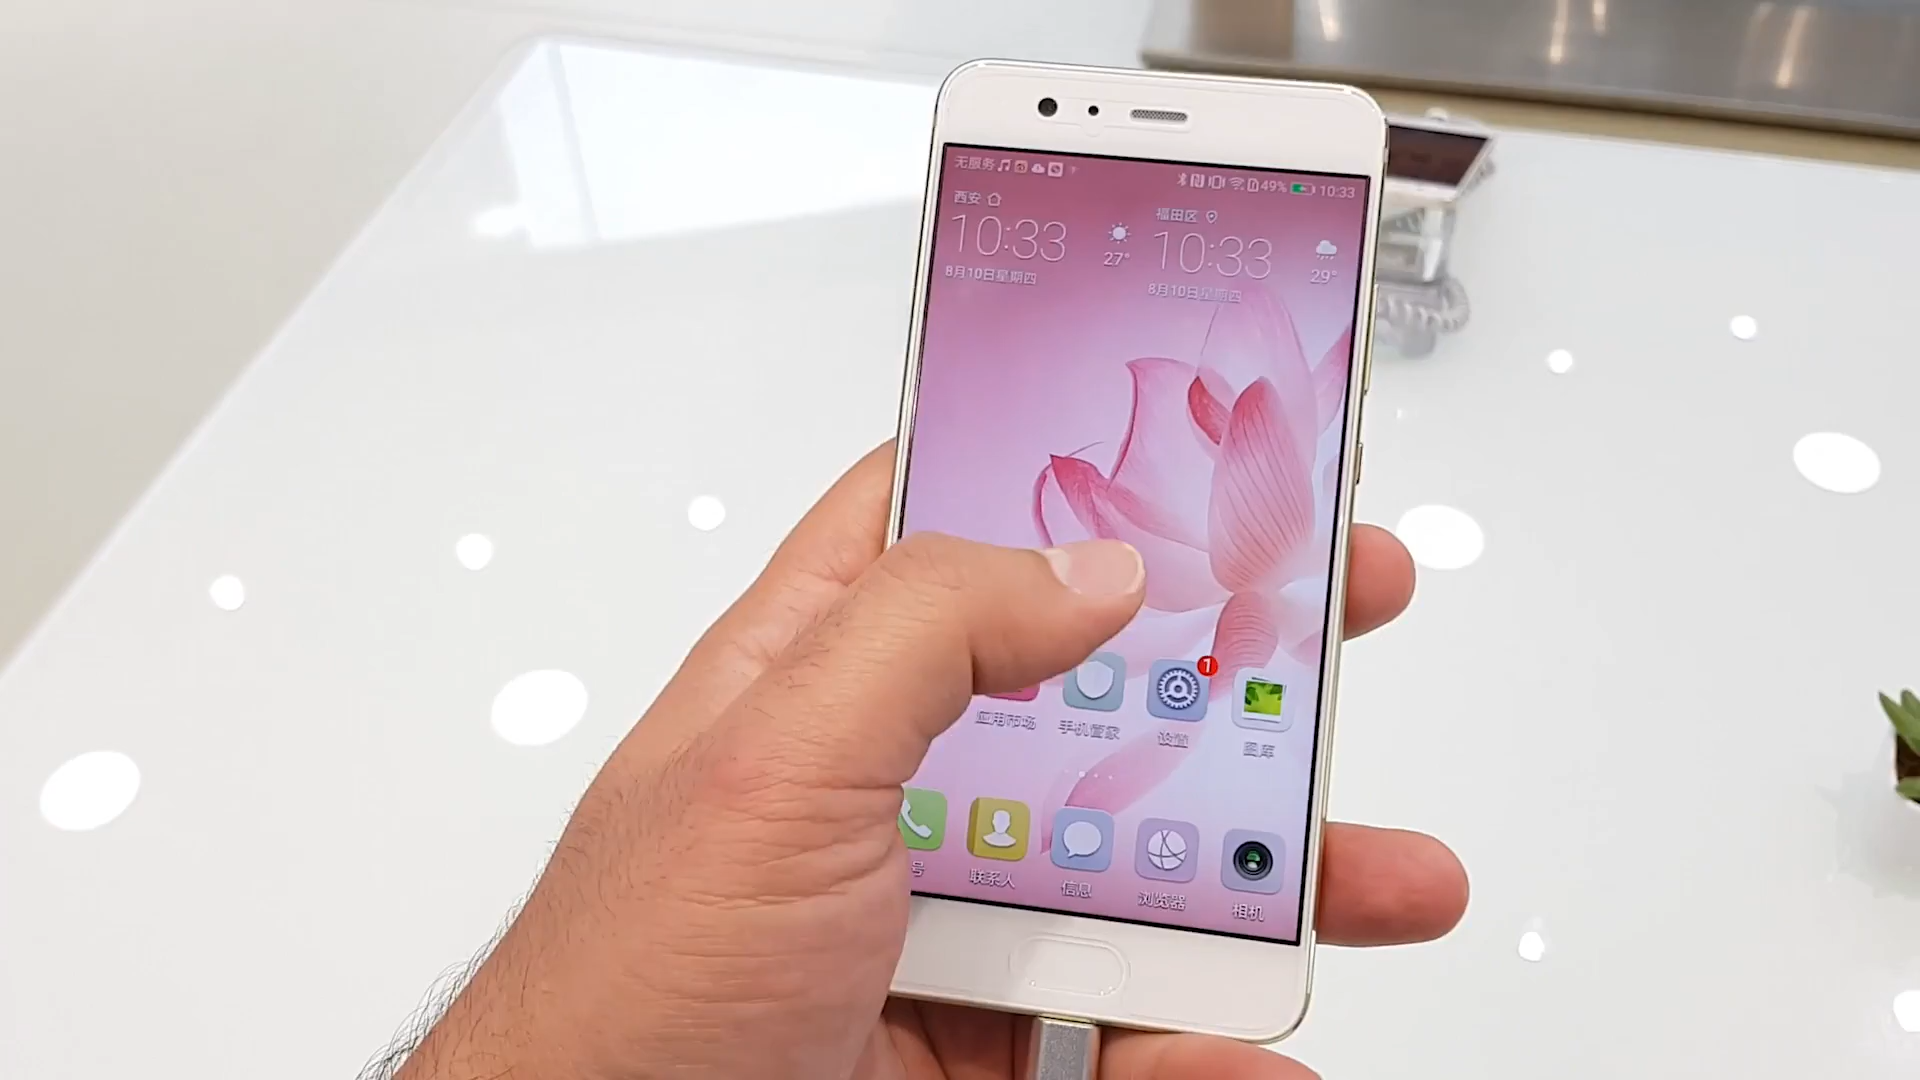 无服务 49% 10:33
西安
10:33
27°
8月10日星期四
福田区
10:33
29°
8月10日星期四
1
应用市场 手机管家 设置 图库
号 联系人 信息 浏览器 相机